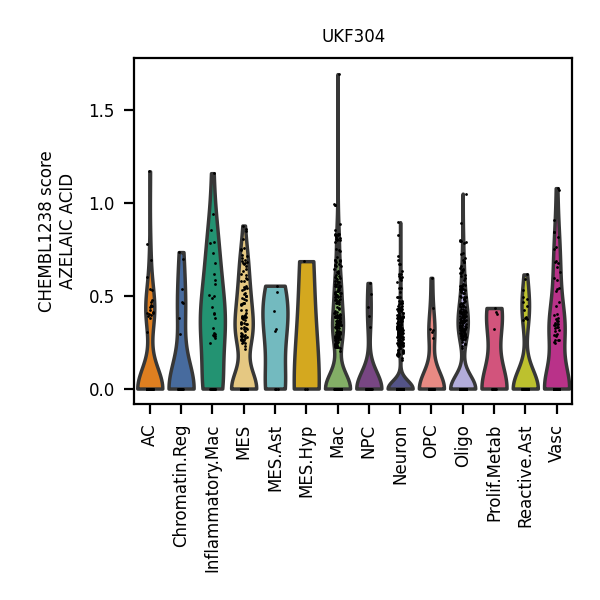 UKF304
CHEMBL1238 score
AZELAIC ACID
1.5
1.0
0.5
0.0
AC
Chromatin.Reg
Inflammatory.Mac
MES
MES.Ast
MES.Hyp
Mac
NPC
Neuron
OPC
Oligo
Prolif.Metab
Reactive.Ast
Vasc